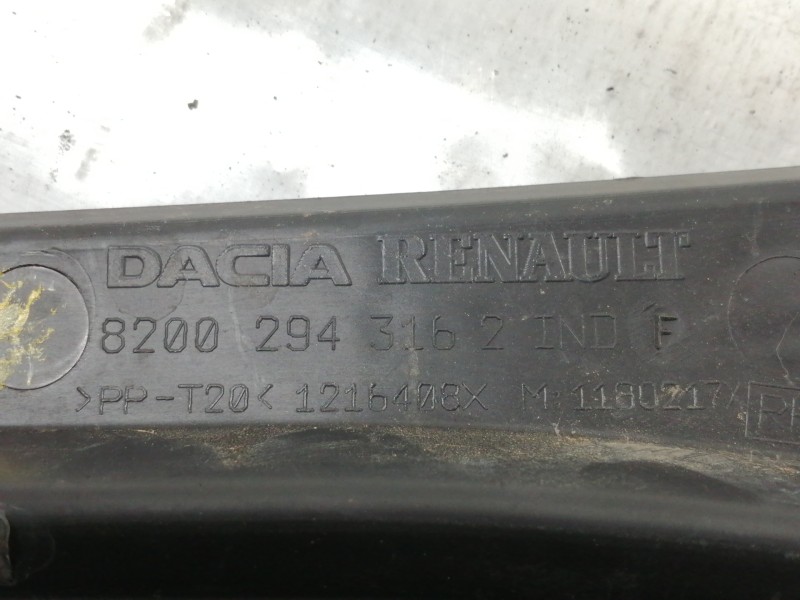 DACIA RENAULT
8200 294 316 2 IND F
>PP-T20< 1216408X M:1180217